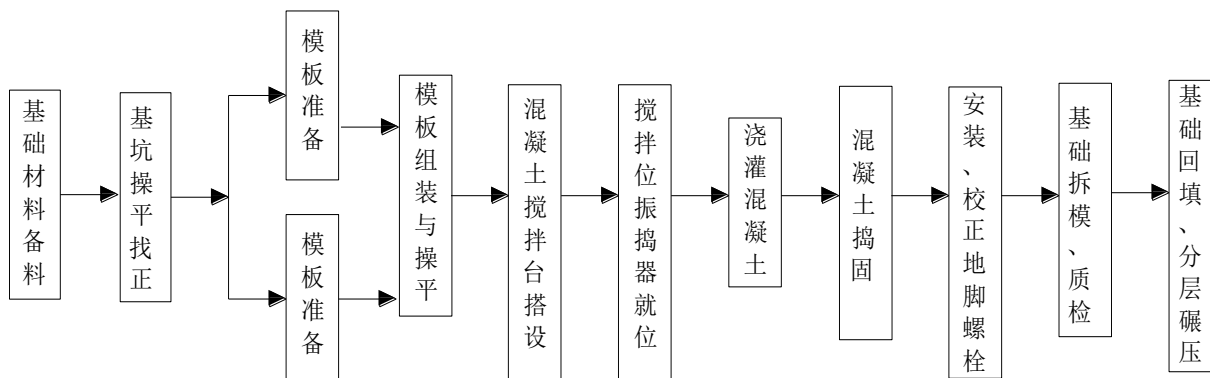 基础材料备料
基坑操平找正
模板准备
模板准备
模板组装与操平
混凝土搅拌台搭设
搅拌位振捣器就位
浇灌混凝土
混凝土捣固
安装、校正地脚螺栓
基础拆模、质检
基础回填、分层碾压